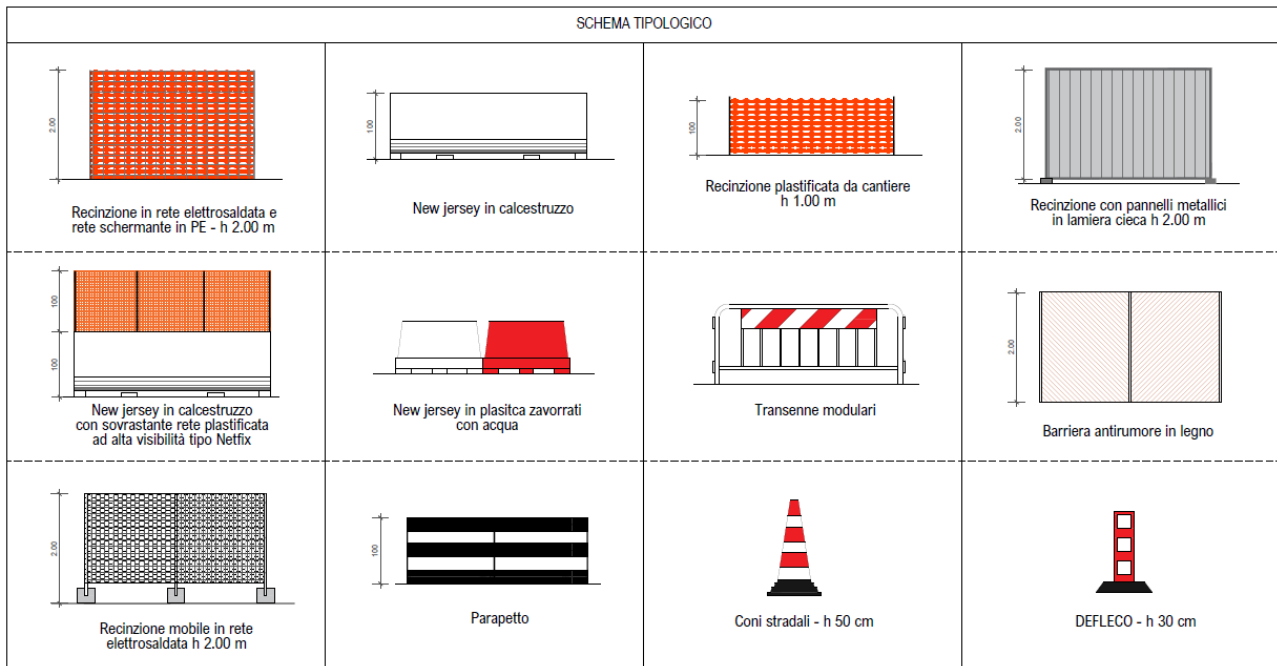 SCHEMA TIPOLOGICO
2.00
Recinzione in rete elettrosaldata e
rete schermante in PE - h 2.00 m
100
New jersey in calcestruzzo
100
Recinzione plastificata da cantiere
h 1.00 m
2.00
Recinzione con pannelli metallici
in lamiera cieca h 2.00 m
100
100
New jersey in calcestruzzo
con sovrastante rete plastificata
ad alta visibilità tipo Netfix
New jersey in plasitca zavorrati
con acqua
Transenne modulari
2.00
Barriera antirumore in legno
2.00
Recinzione mobile in rete
elettrosaldata h 2.00 m
100
Parapetto
Coni stradali - h 50 cm
DEFLECO - h 30 cm